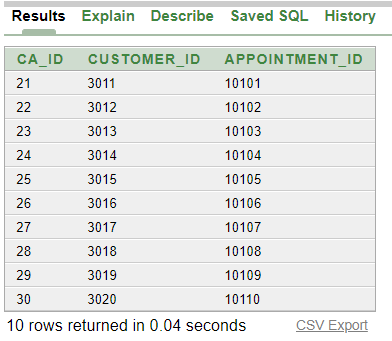 Results Explain Describe Saved SQL History
CA_ID CUSTOMER_ID APPOINTMENT_ID
21 3011 10101
22 3012 10102
23 3013 10103
24 3014 10104
25 3015 10105
26 3016 10106
27 3017 10107
28 3018 10108
29 3019 10109
30 3020 10110
10 rows returned in 0.04 seconds CSV Export